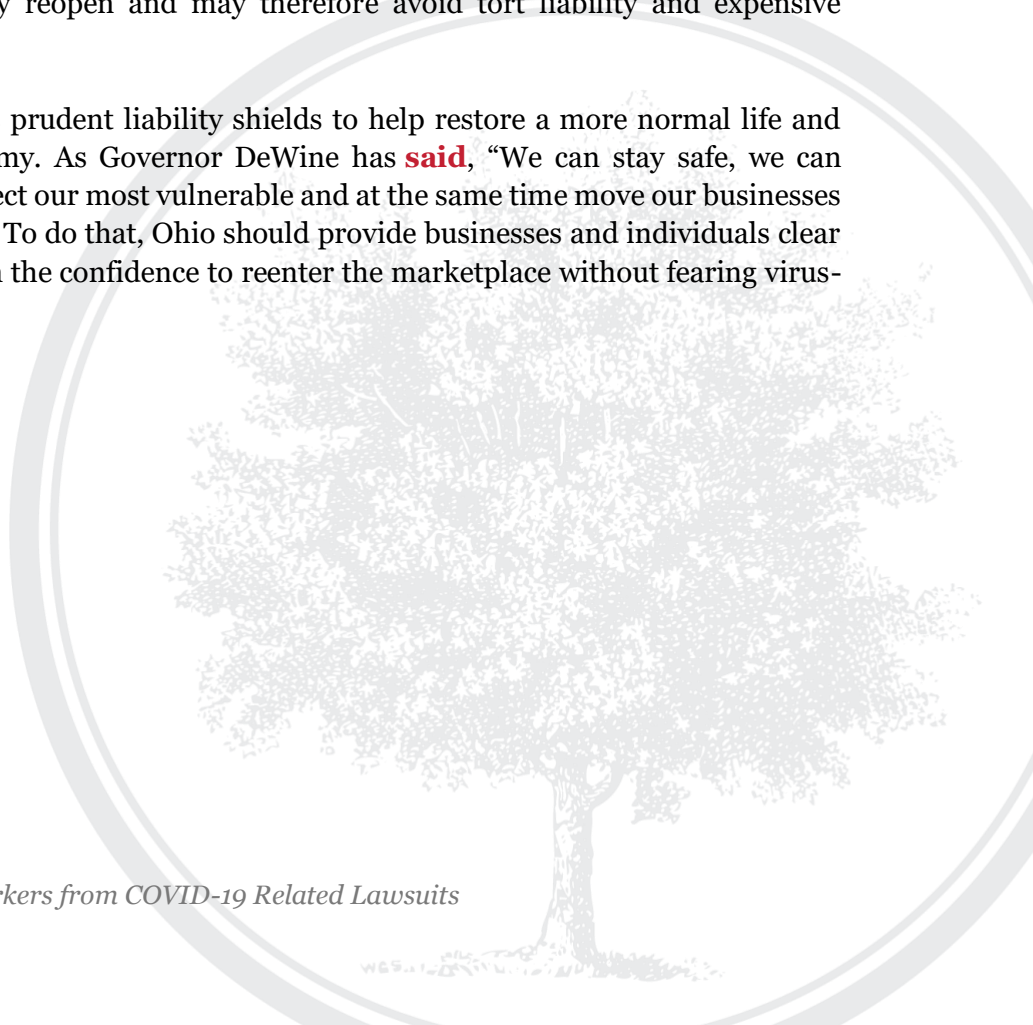 reopen and may therefore avoid tort liability and expensive
prudent liability shields to help restore a more normal life and
my. As Governor DeWine has said, “We can stay safe, we can
ect our most vulnerable and at the same time move our businesses
To do that, Ohio should provide businesses and individuals clear
the confidence to reenter the marketplace without fearing virus-
rkers from COVID-19 Related Lawsuits